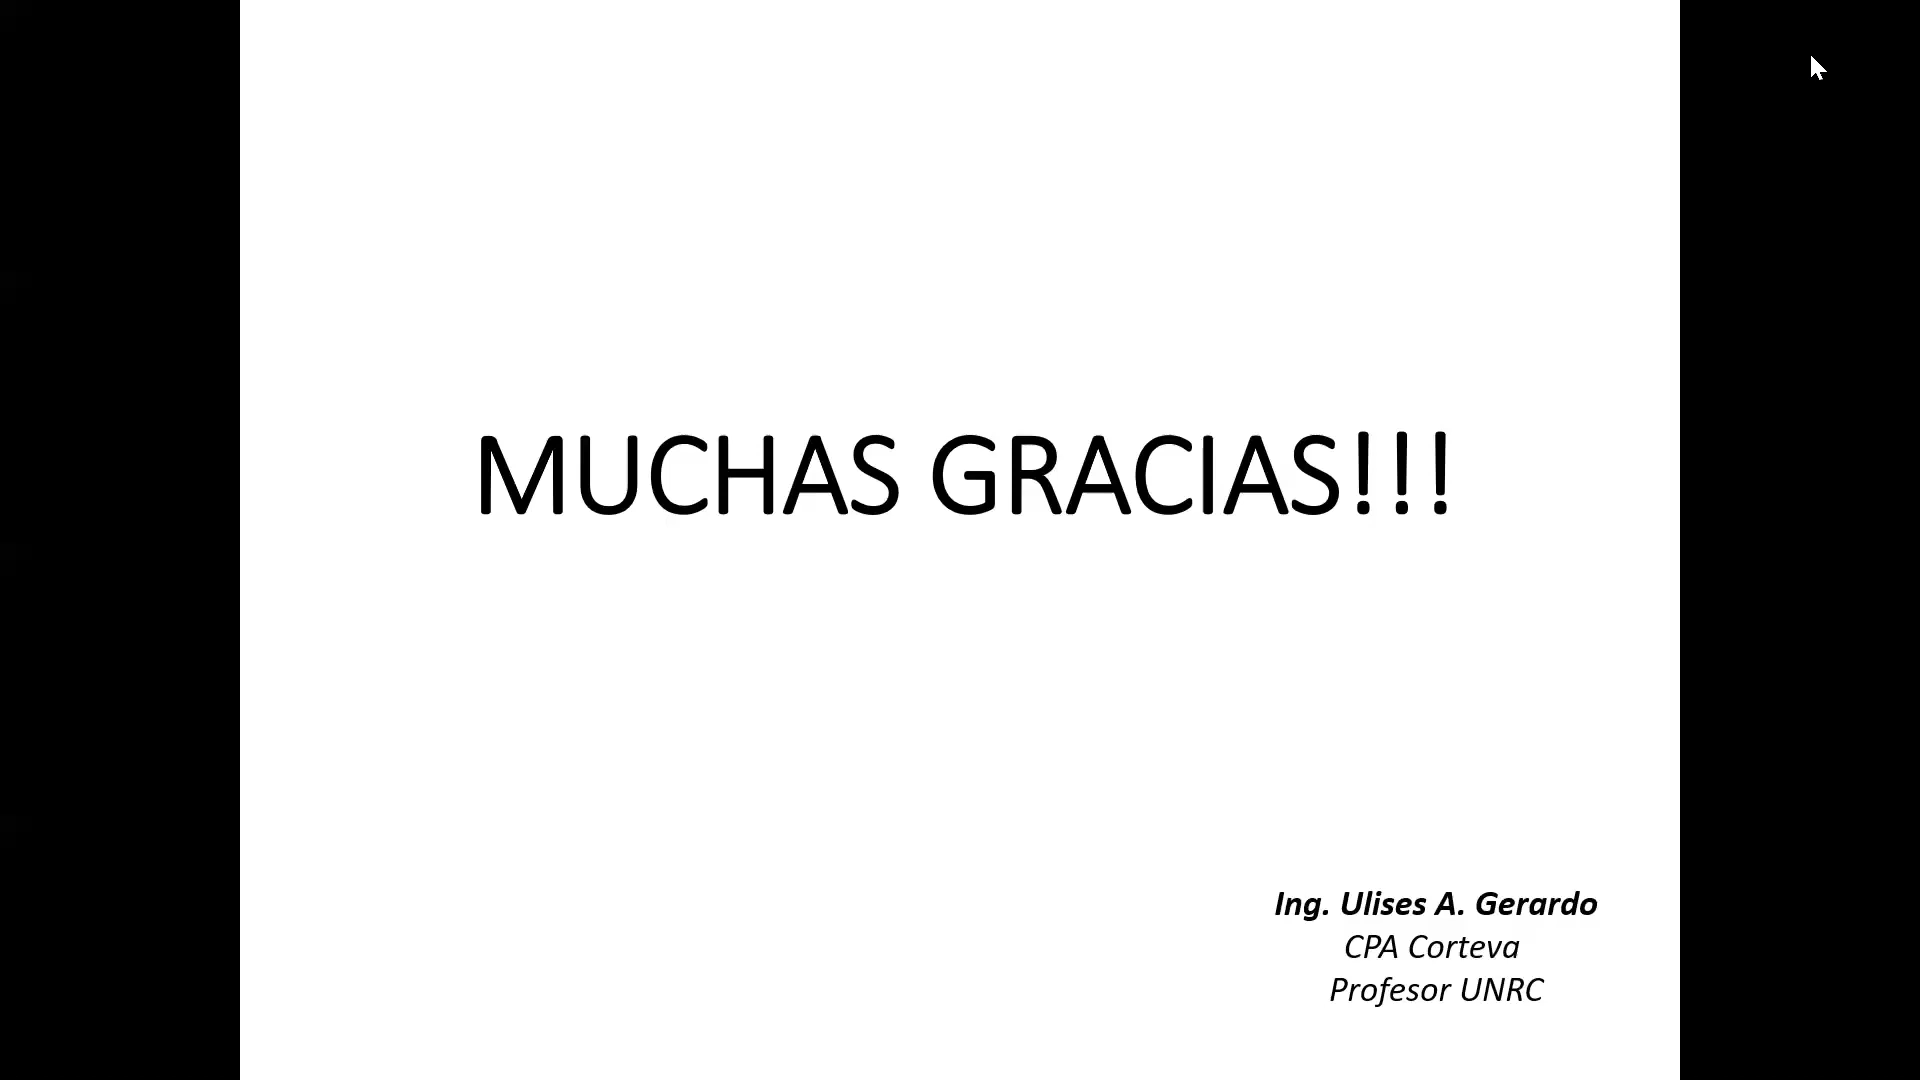 MUCHAS GRACIAS!!!
Ing. Ulises A. Gerardo
CPA Corteva
Profesor UNRC